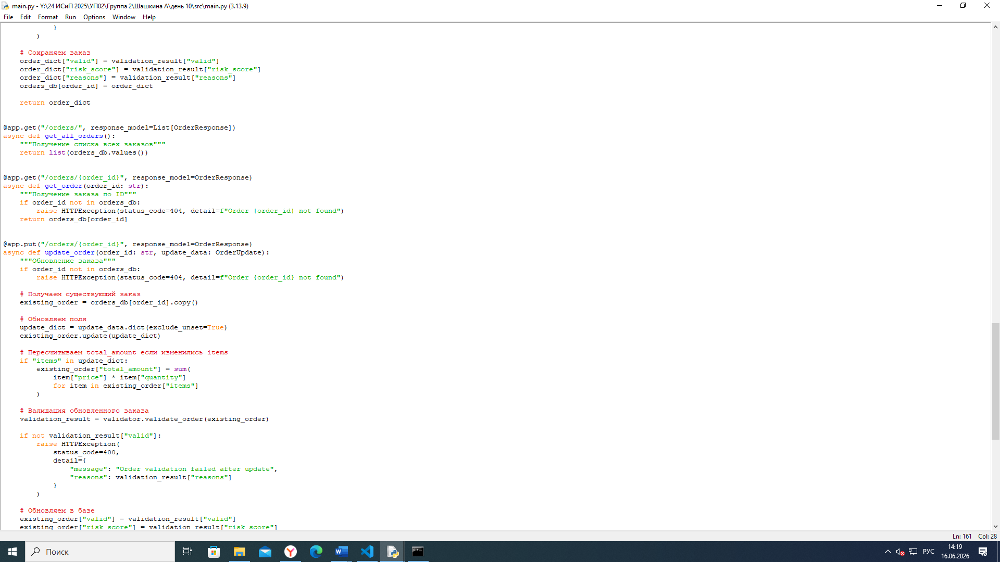 main.py - Y:\24 ИСиП 2025\УП02\Группа 2\Шашкина А\день 10\src\main.py (3.13.9)
File Edit Format Run Options Window Help
            }
        )

    # Сохраняем заказ
    order_dict["valid"] = validation_result["valid"]
    order_dict["risk_score"] = validation_result["risk_score"]
    order_dict["reasons"] = validation_result["reasons"]
    orders_db[order_id] = order_dict

    return order_dict


@app.get("/orders/", response_model=List[OrderResponse])
async def get_all_orders():
    """Получение списка всех заказов"""
    return list(orders_db.values())


@app.get("/orders/{order_id}", response_model=OrderResponse)
async def get_order(order_id: str):
    """Получение заказа по ID"""
    if order_id not in orders_db:
        raise HTTPException(status_code=404, detail=f"Order {order_id} not found")
    return orders_db[order_id]


@app.put("/orders/{order_id}", response_model=OrderResponse)
async def update_order(order_id: str, update_data: OrderUpdate):
    """Обновление заказа"""
    if order_id not in orders_db:
        raise HTTPException(status_code=404, detail=f"Order {order_id} not found")

    # Получаем существующий заказ
    existing_order = orders_db[order_id].copy()

    # Обновляем поля
    update_dict = update_data.dict(exclude_unset=True)
    existing_order.update(update_dict)

    # Пересчитываем total_amount если изменились items
    if "items" in update_dict:
        existing_order["total_amount"] = sum(
            item["price"] * item["quantity"]
            for item in existing_order["items"]
        )

    # Валидация обновленного заказа
    validation_result = validator.validate_order(existing_order)

    if not validation_result["valid"]:
        raise HTTPException(
            status_code=400,
            detail={
                "message": "Order validation failed after update",
                "reasons": validation_result["reasons"]
            }
        )

    # Обновляем в базе
    existing_order["valid"] = validation_result["valid"]
    existing_order["risk_score"] = validation_result["risk_score"]
Ln: 161 Col: 28
Поиск
РУС
14:19
16.06.2026